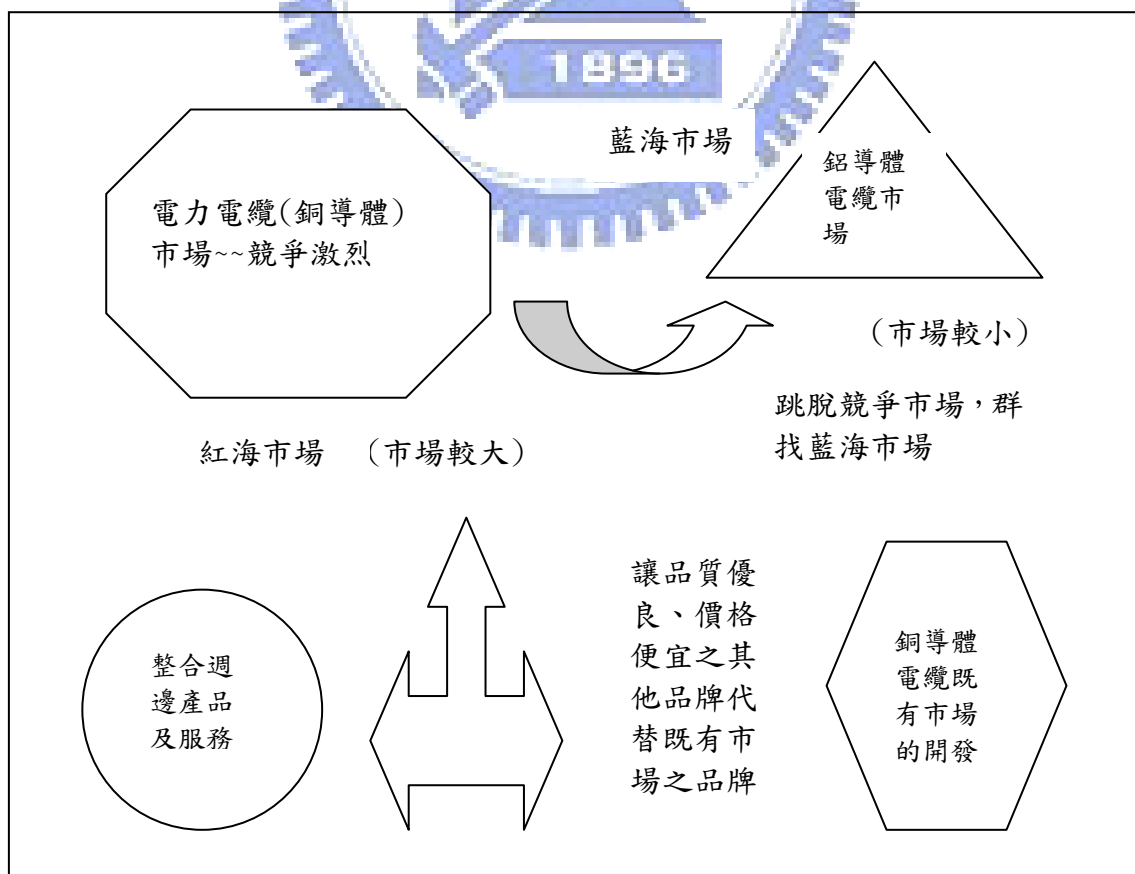 1896
藍海市場
鋁導體
電纜市
場
電力電纜(銅導體)
市場~~競爭激烈
(市場較小)
跳脫競爭市場，群
找藍海市場
紅海市場 (市場較大)
整合週
邊產品
及服務
讓品質優
良、價格
便宜之其
他品牌代
替既有市
場之品牌
銅導體
電纜既
有市場
的開發